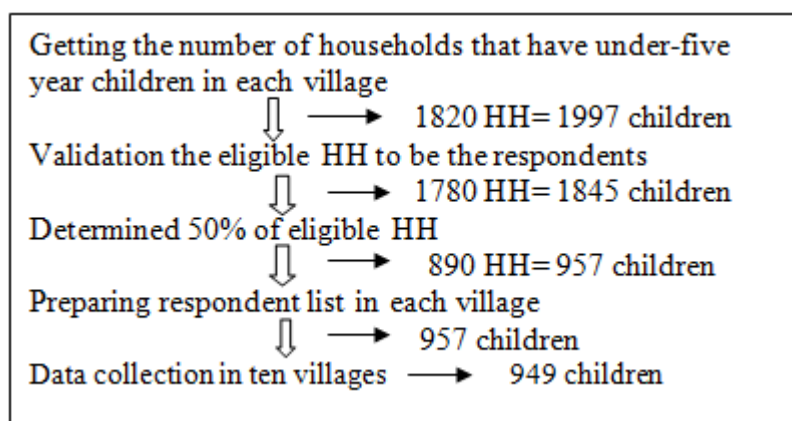 Getting the number of households that have under-five
year children in each village
1820 HH= 1997 children
Validation the eligible HH to be the respondents
1780 HH= 1845 children
Determined 50% of eligible HH
890 HH= 957 children
Preparing respondent list in each village
957 children
Data collection in ten villages 949 children